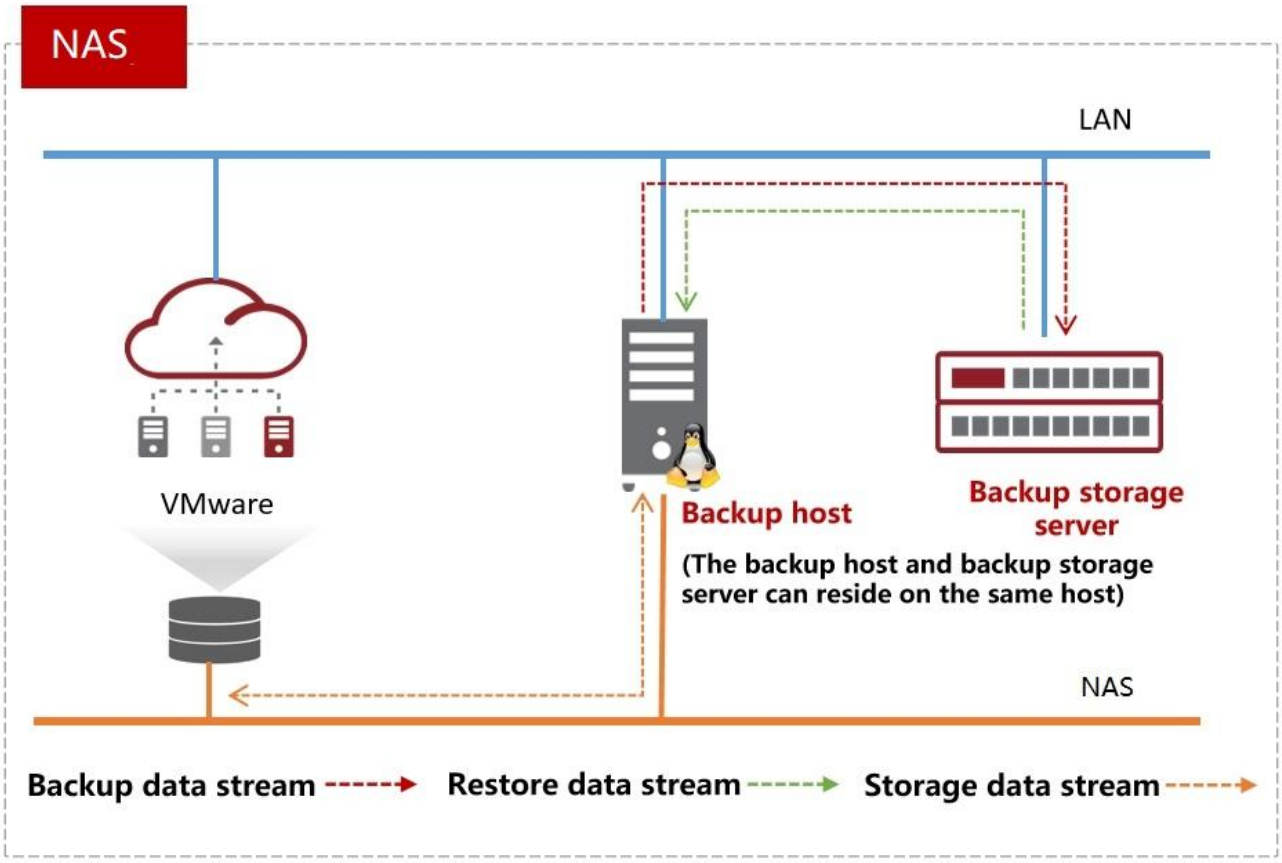 NAS
LAN
VMware
Backup host
Backup storage
server
(The backup host and backup storage
server can reside on the same host)
NAS
Backup data stream
Restore data stream
Storage data stream